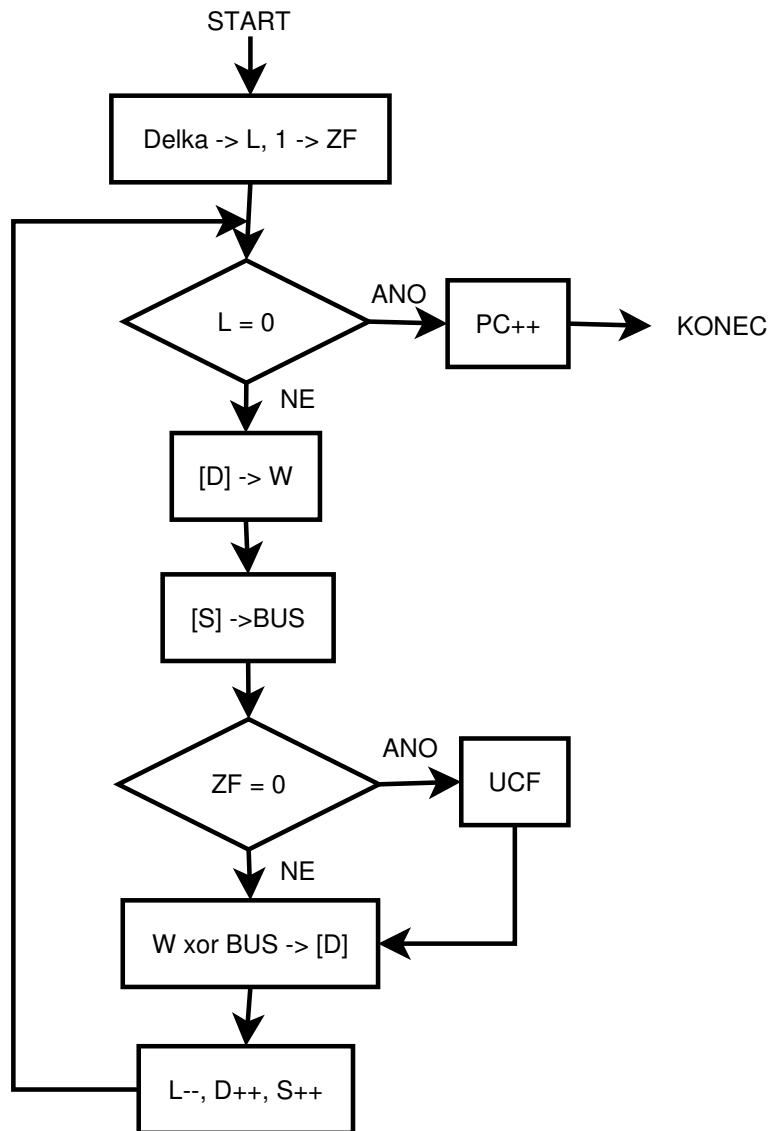 START
Delka -> L, 1 -> ZF
L = 0
ANO
PC++
KONEC
NE
[D] -> W
[S] ->BUS
ZF = 0
ANO
UCF
NE
W xor BUS -> [D]
L--, D++, S++